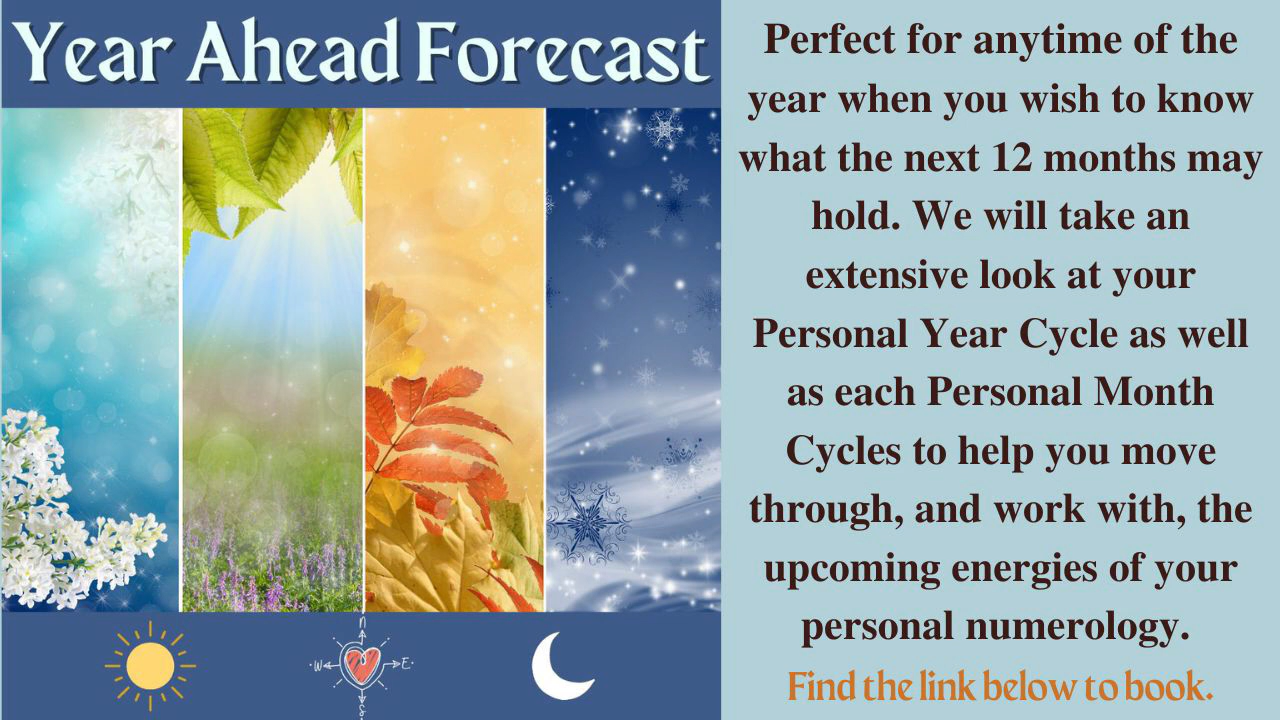 Year Ahead Forecast
Perfect for anytime of the
year when you wish to know
what the next 12 months may
hold. We will take an
extensive look at your
Personal Year Cycle as well
as each Personal Month
Cycles to help you move
through, and work with, the
upcoming energies of your
personal numerology.
Find the link below to book.
n
W E
S